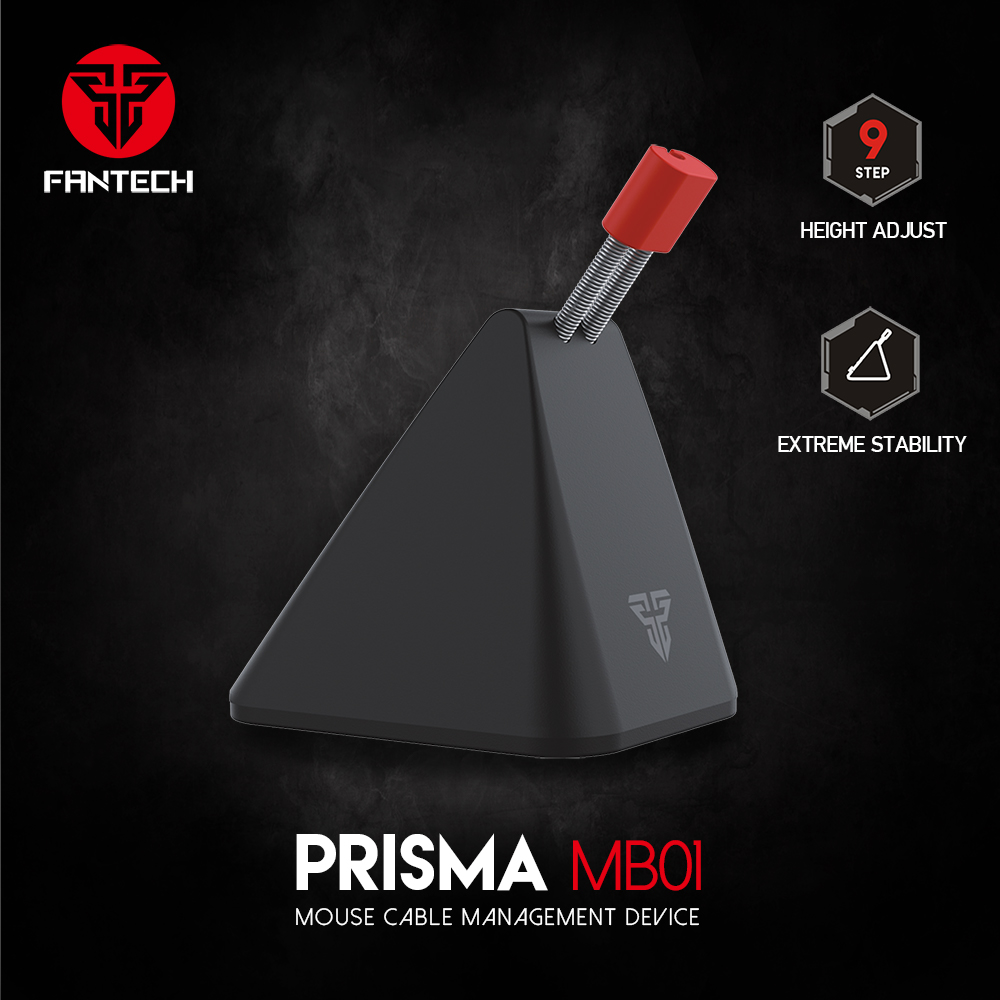 FANTECH
9
STEP
HEIGHT ADJUST
EXTREME STABILITY
PRISMA MB01
MOUSE CABLE MANAGEMENT DEVICE